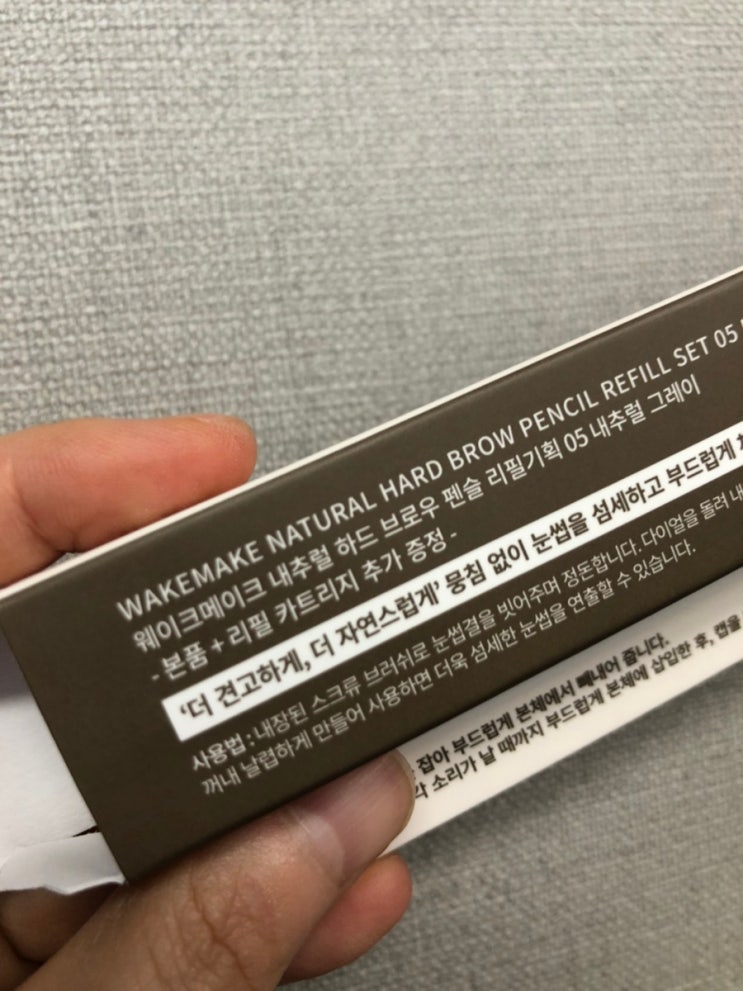 WAKEMAKE NATURAL HARD BROW PENCIL REFILL SET 05
웨이크메이크 내추럴 하드 브로우 펜슬 리필기획 05 내추럴 그레이
- 본품 + 리필 카트리지 추가 증정 -
‘더 견고하게, 더 자연스럽게’ 뭉침 없이 눈썹을 섬세하고 부드럽게
사용법 : 내장된 스크류 브러쉬로 눈썹결을 빗어주며 정돈합니다. 다이얼을 돌려
꺼내 날렵하게 만들어 사용하면 더욱 섬세한 눈썹을 연출할 수 있습니다.
잡아 부드럽게 본체에서 빼내어 줍니다.
각 소리가 날 때까지 부드럽게 본체에 삽입한 후, 캡을